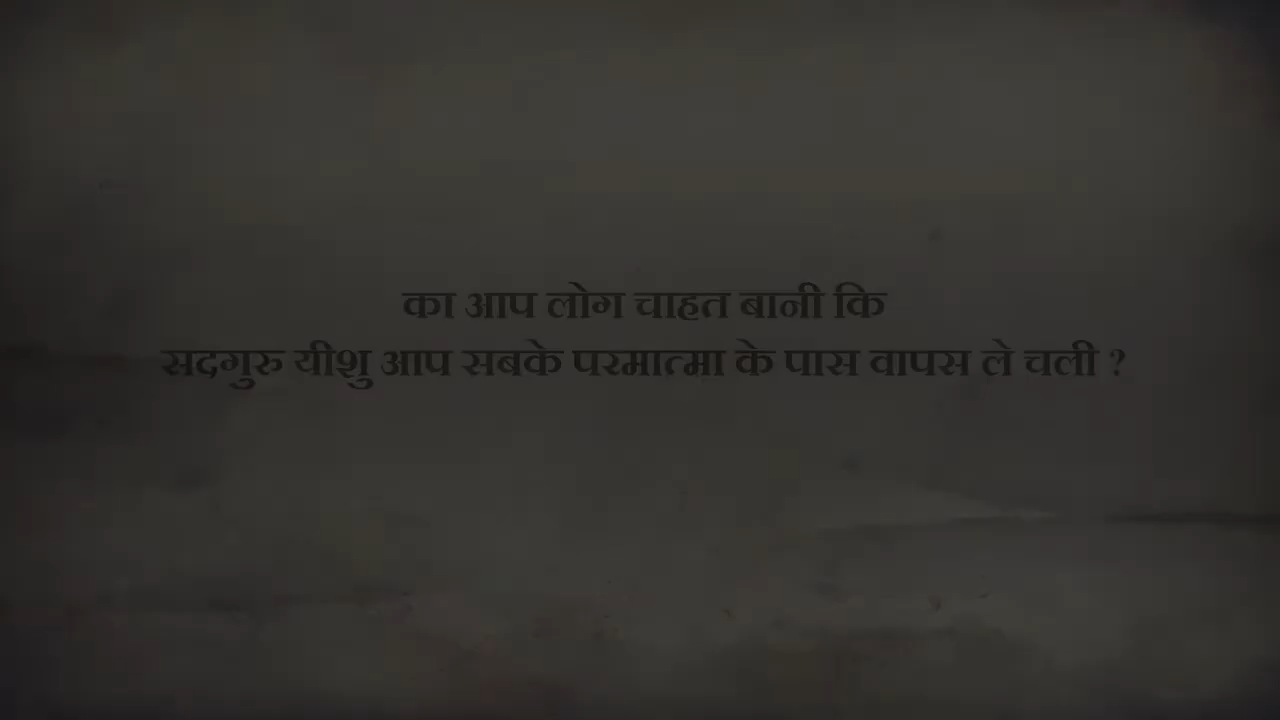 का आप लोग चाहत बानी कि
सदगुरु यीशु आप सबके परमात्मा के पास वापस ले चली ?